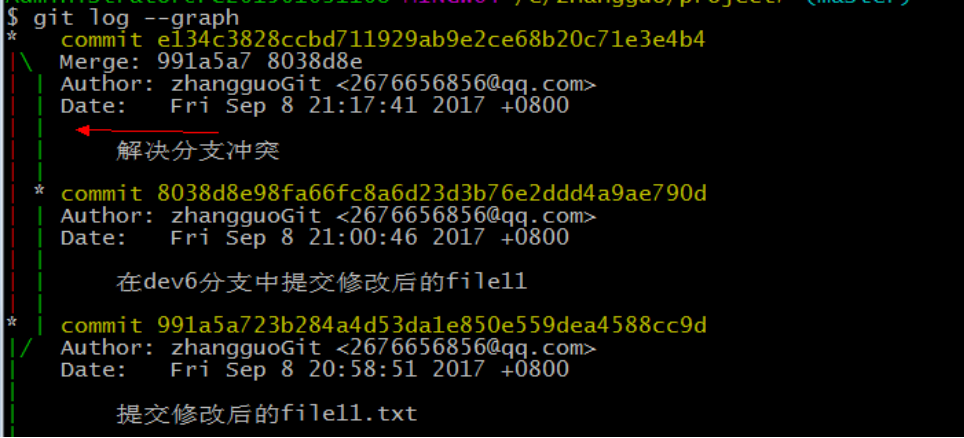 $ git log --graph
*   commit e134c3828ccbd711929ab9e2ce68b20c71e3e4b4
|\  Merge: 991a5a7 8038d8e
| | Author: zhangguoGit <2676656856@qq.com>
| | Date:   Fri Sep 8 21:17:41 2017 +0800
| |
| |     解决分支冲突
| |
| * commit 8038d8e98fa66fc8a6d23d3b76e2ddd4a9ae790d
| | Author: zhangguoGit <2676656856@qq.com>
| | Date:   Fri Sep 8 21:00:46 2017 +0800
| |
| |     在dev6分支中提交修改后的file11
| |
* | commit 991a5a723b284a4d53da1e850e559dea4588cc9d
|/  Author: zhangguoGit <2676656856@qq.com>
|   Date:   Fri Sep 8 20:58:51 2017 +0800
|
|       提交修改后的file11.txt